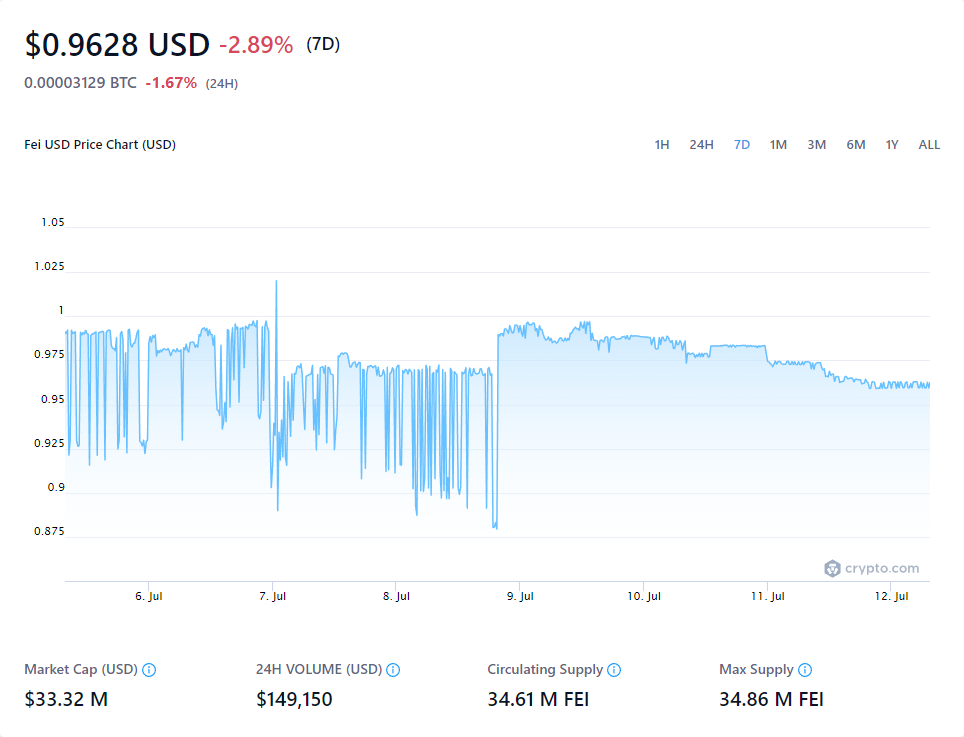 $0.9628 USD -2.89% (7D)
0.00003129 BTC -1.67% (24H)
Fei USD Price Chart (USD) 1H 24H 7D 1M 3M 6M 1Y ALL
1.05
1.025
1
0.975
0.95
0.925
0.9
0.875
crypto.com
6. Jul 7. Jul 8. Jul 9. Jul 10. Jul 11. Jul 12. Jul
Market Cap (USD) 24H VOLUME (USD) Circulating Supply Max Supply
$33.32 M $149,150 34.61 M FEI 34.86 M FEI